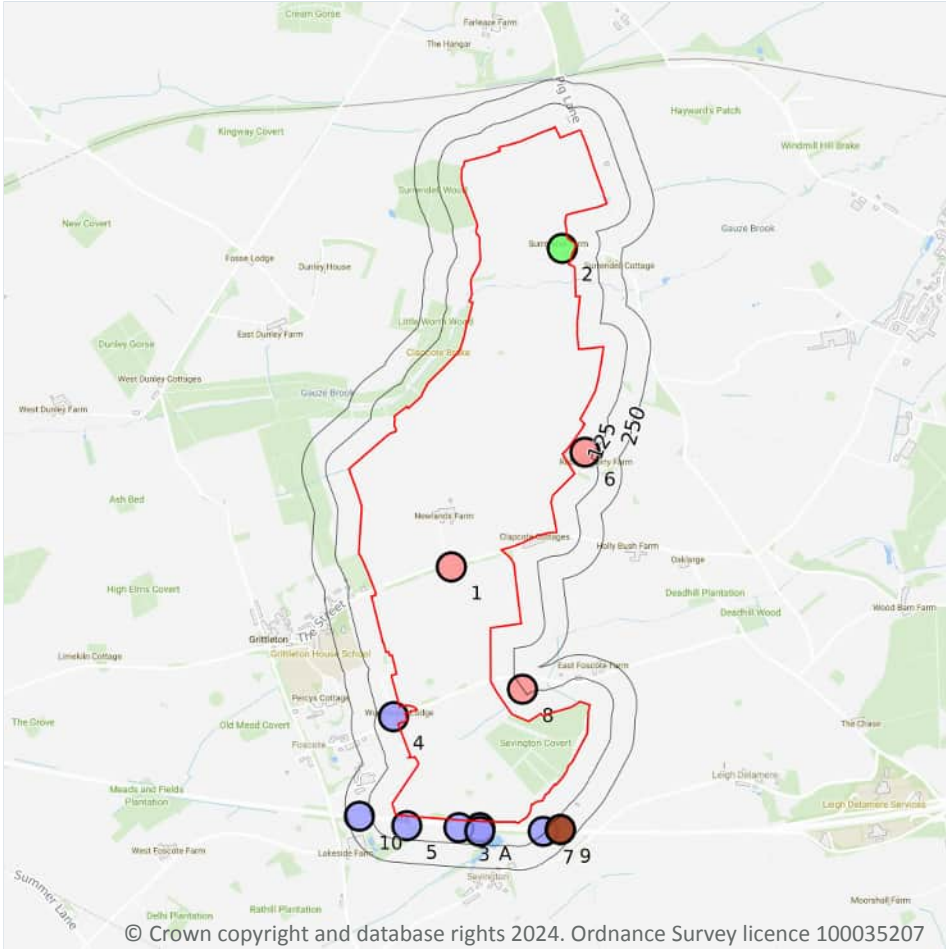 Cream Gorse
Farleaze Farm
The Hangar
Pig Lane
Hayward's Patch
Kingway Covert
Windmill Hill Brake
Surrendell Wood
New Covert
Gauze Brook
Fosse Lodge
Dunley House
Surrendell Cottage
2
Little Worth Wood
East Dunley Farm
Dunley Gorse
Clapcote Brake
West Dunley Cottages
Gauze Brook
West Dunley Farm
125
250
6
Ash Bed
Newlands Farm
Clapcote Cottages
Holly Bush Farm
Oaklarge
High Elms Covert
1
Deadhill Plantation
Deadhill Wood
Wood Barn Farm
The Street
Grittleton
Grittleton House School
Limekiln Cottage
East Foscote Farm
Percys Cottage
8
The Grove
Old Mead Covert
The Chase
Foscote
4
Sevington Covert
Leigh Delamere
Meads and Fields
Plantation
Leigh Delamere Services
10
5
3 A
7 9
West Foscote Farm
Lakeside Farm
Sevington
Summer Lane
Rathill Plantation
Delhi Plantation
Moorshall Farm
© Crown copyright and database rights 2024. Ordnance Survey licence 100035207